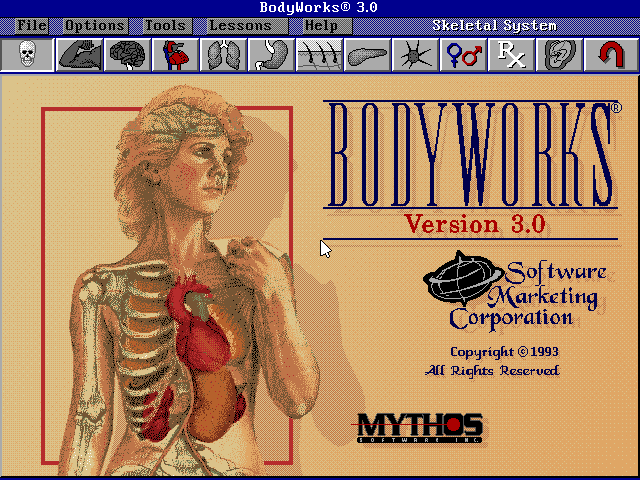 BodyWorks® 3.0
File Options Tools Lessons Help Skeletal System
Rx
BODYWORKS®
Version 3.0
Software
Marketing
Corporation
Copyright © 1993
All Rights Reserved
MYTHOS
SOFTWARE INC.